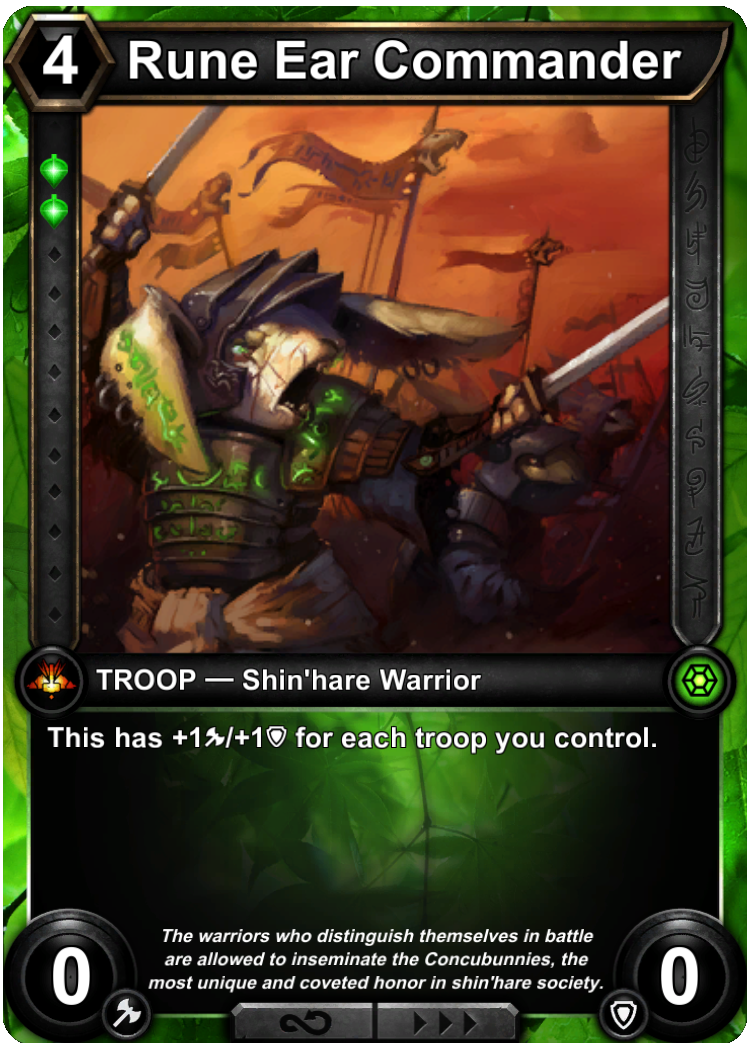 4 Rune Ear Commander
TROOP — Shin'hare Warrior
This has +1/+1 for each troop you control.
The warriors who distinguish themselves in battle
are allowed to inseminate the Concubunnies, the
most unique and coveted honor in shin'hare society.
0 0